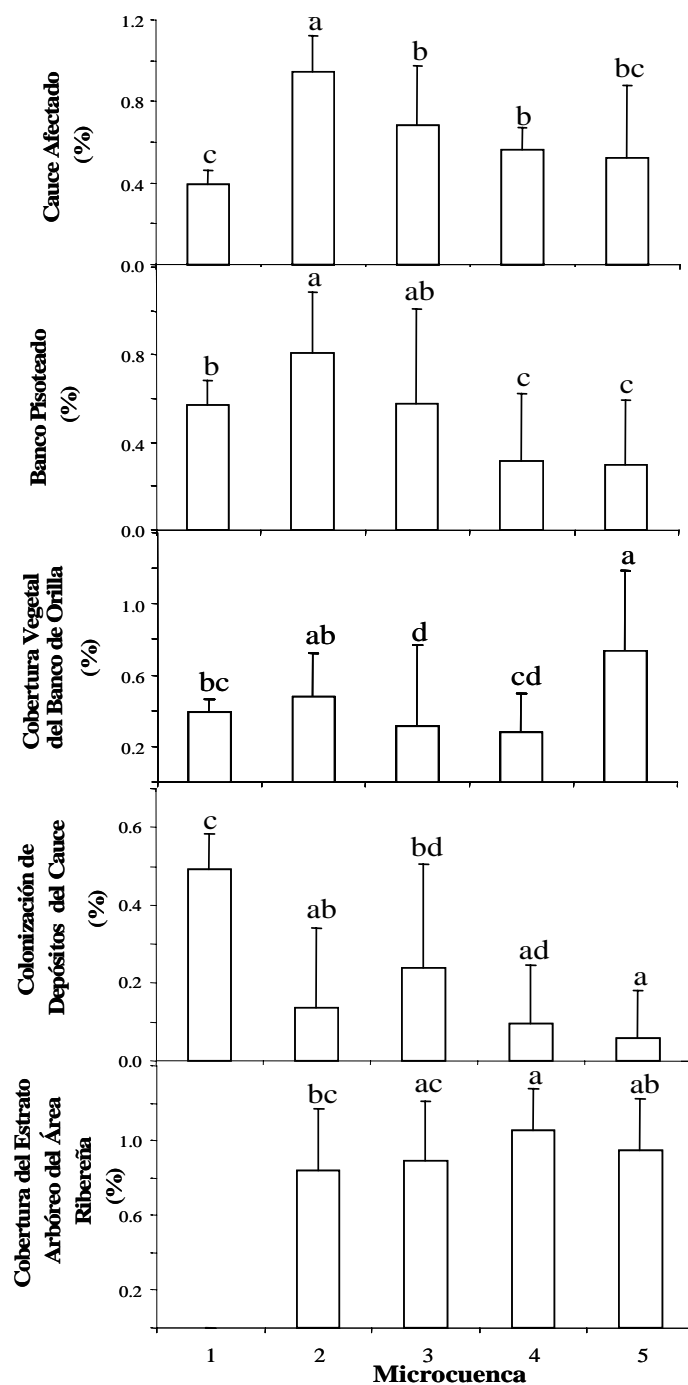 Cauce Afectado
(%)
1.2
0.8
0.4
0.0
c
a
b
b
bc
Banco Pisoteado
(%)
0.8
0.4
0.0
b
a
ab
c
c
Cobertura Vegetal
del Banco de Orilla
(%)
1.0
0.6
0.2
bc
ab
d
cd
a
Colonización de
Depósitos del Cauce
(%)
0.6
0.4
0.2
0.0
c
ab
bd
ad
a
Cobertura del Estrato
Arbóreo del Área
Ribereña
(%)
1.0
0.6
0.2
bc
ac
a
ab
1 2 3 4 5
Microcuenca